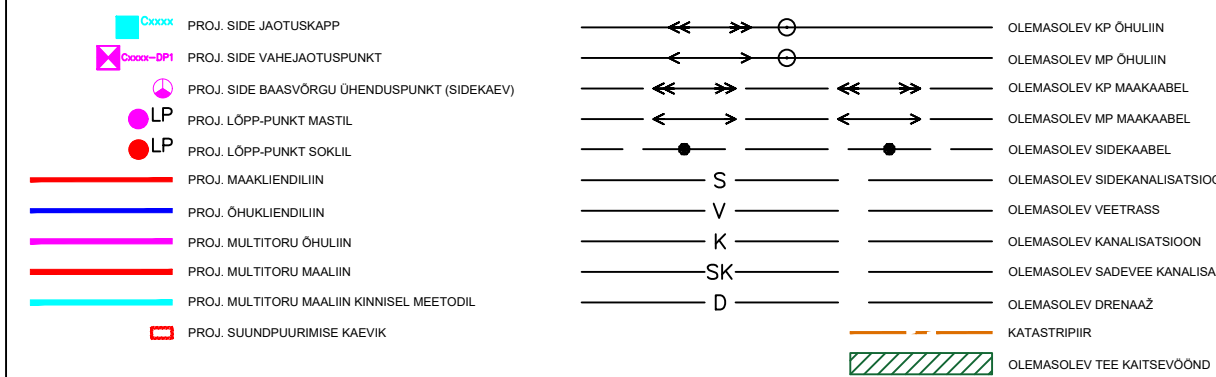 Cxxxx PROJ. SIDE JAOTUSKAPP
Cxxxx-DP1 PROJ. SIDE VAHEJAOTUSPUNKT
PROJ. SIDE BAASVÕRGU ÜHENDUSPUNKT (SIDEKAEV)
LP PROJ. LÕPP-PUNKT MASTIL
LP PROJ. LÕPP-PUNKT SOKLIL
PROJ. MAAKLIENDILIIN
PROJ. ÕHUKLIENDILIIN
PROJ. MULTITORU ÕHULIIN
PROJ. MULTITORU MAALIIN
PROJ. MULTITORU MAALIIN KINNISEL MEETODIL
PROJ. SUUNDPUURIMISE KAEVIK
OLEMASOLEV KP ÕHULIIN
OLEMASOLEV MP ÕHULIIN
OLEMASOLEV KP MAAKAABEL
OLEMASOLEV MP MAAKAABEL
OLEMASOLEV SIDEKAABEL
S OLEMASOLEV SIDEKANALISATSIOO
V OLEMASOLEV VEETRASS
K OLEMASOLEV KANALISATSIOON
SK OLEMASOLEV SADEVEE KANALISA
D OLEMASOLEV DRENAAŽ
KATASTRIPIIR
OLEMASOLEV TEE KAITSEVÖÖND